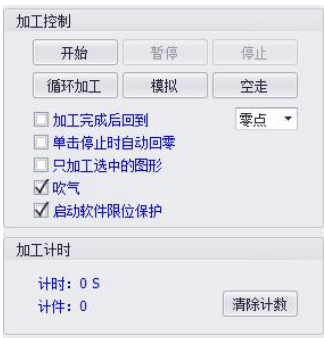 加工控制
开始 暂停 停止
循环加工 模拟 空走
加工完成后回到 零点
单击停止时自动回零
只加工选中的图形
吹气
启动软件限位保护
加工计时
计时: 0 S
计件: 0 清除计数